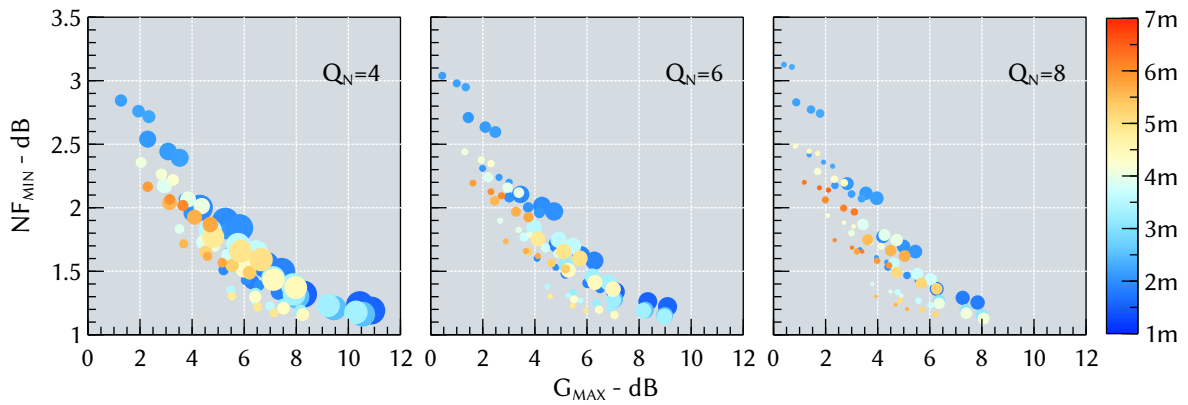 NF_MIN - dB
3.5
3
2.5
2
1.5
1
Q_N=4
Q_N=6
Q_N=8
0 2 4 6 8 10 12
0 2 4 6 8 10 12
0 2 4 6 8 10 12
G_MAX - dB
7m
6m
5m
4m
3m
2m
1m